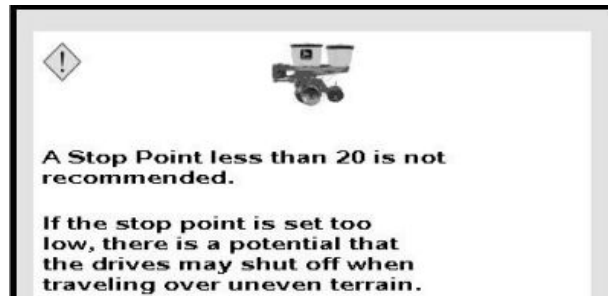 A Stop Point less than 20 is not
recommended.
If the stop point is set too
low, there is a potential that
the drives may shut off when
traveling over uneven terrain.